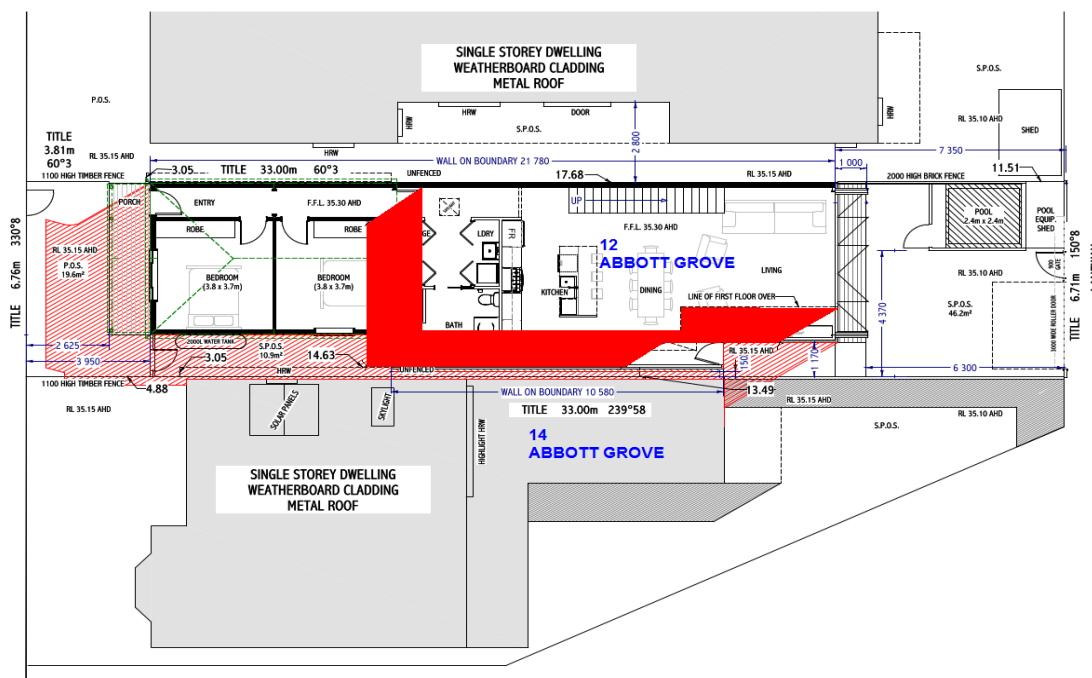 SINGLE STOREY DWELLING
WEATHERBOARD CLADDING
METAL ROOF
P.O.S.
S.P.O.S.
HRW
DOOR
HRW
HRW
S.P.O.S.
2 800
RL 35.10 AHD
SHED
TITLE
3.81m
60°3
RL 35.15 AHD
1100 HIGH TIMBER FENCE
HRW
WALL ON BOUNDARY 21 780
1 000
7 350
3.05
TITLE 33.00m 60°3
UNFENCED
17.68
RL 35.15 AHD
2000 HIGH BRICK FENCE
11.51
PORCH
ENTRY
F.F.L. 35.30 AHD
UP
ROBE
ROBE
LDRY
FR
F.F.L. 35.30 AHD
POOL
2.4m x 2.4m
POOL
EQUIP.
SHED
TITLE 6.76m 330°8
RL 35.15 AHD
P.O.S.
19.6m²
BEDROOM
(3.8 x 3.7m)
BEDROOM
(3.8 x 3.7m)
12
ABBOTT GROVE
KITCHEN
DINING
LIVING
LINE OF FIRST FLOOR OVER
RL 35.10 AHD
S.P.O.S.
46.2m²
900
GATE
3000 WIDE ROLLER DOOR
TITLE 6.71m 150°8
4 370
BATH
2 625
2000L WATER TANK
S.P.O.S.
10.9m²
3 950
3.05
14.63
HRW
UNFENCED
RL 35.15 AHD
150
1 170
6 300
1100 HIGH TIMBER FENCE
4.88
WALL ON BOUNDARY 10 580
13.49
RL 35.15 AHD
RL 35.15 AHD
SOLAR PANELS
SKYLIGHT
TITLE 33.00m 239°58
RL 35.10 AHD
S.P.O.S.
HIGHLIGHT HRW
14
ABBOTT GROVE
SINGLE STOREY DWELLING
WEATHERBOARD CLADDING
METAL ROOF